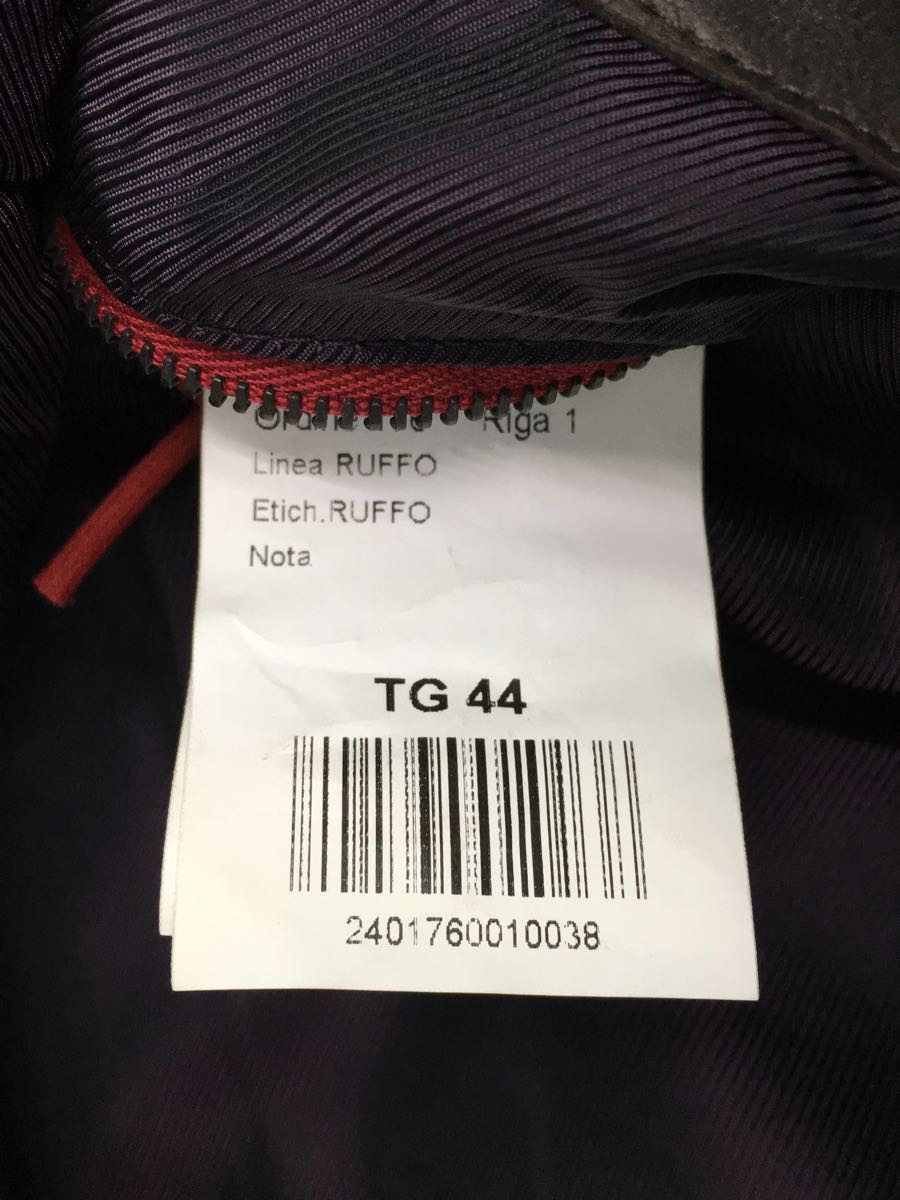 Riga 1
Linea RUFFO
Etich.RUFFO
Nota
TG 44
2401760010038